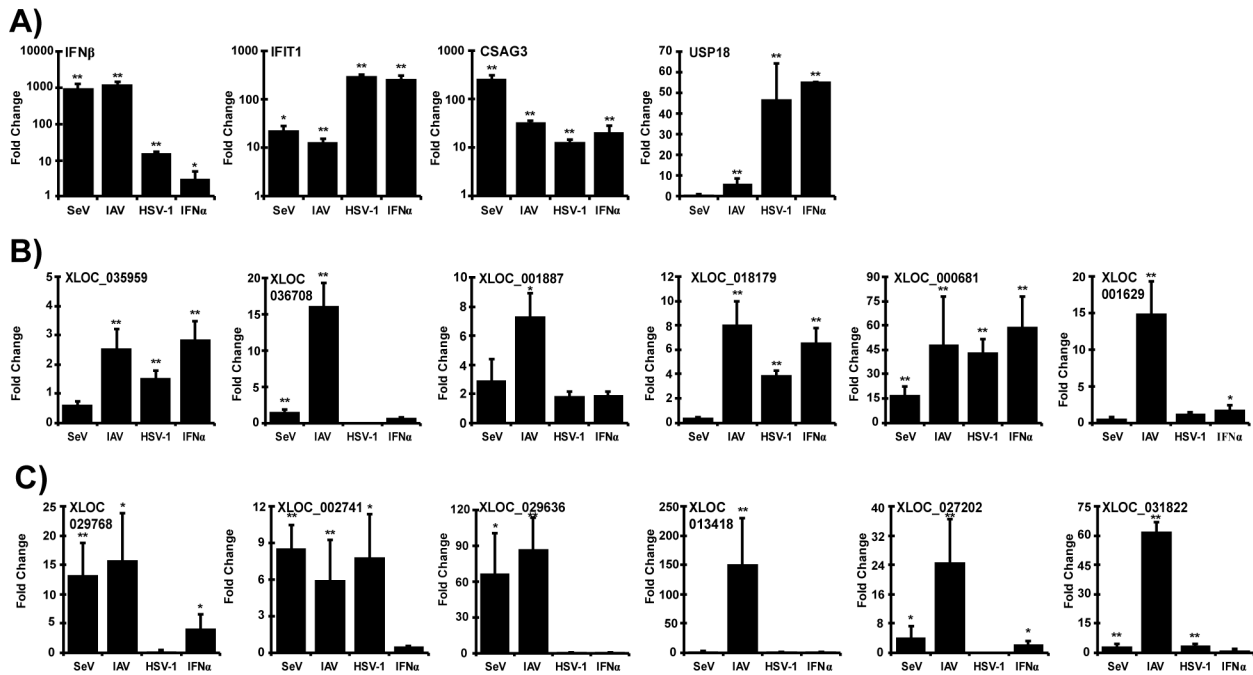 A)
IFNβ
Fold Change
10000
1000
100
10
1
** ** ** *
SeV IAV HSV-1 IFNα
IFIT1
Fold Change
1000
100
10
1
* ** ** **
SeV IAV HSV-1 IFNα
CSAG3
Fold Change
1000
100
10
1
** ** ** **
SeV IAV HSV-1 IFNα
USP18
Fold Change
70
60
50
40
30
20
10
0
** ** **
SeV IAV HSV-1 IFNα
B)
XLOC_035959
Fold Change
5
4
3
2
1
0
** ** **
SeV IAV HSV-1 IFNα
XLOC
036708
Fold Change
20
15
10
5
0
** **
SeV IAV HSV-1 IFNα
XLOC_001887
Fold Change
10
8
6
4
2
0
*
SeV IAV HSV-1 IFNα
XLOC_018179
Fold Change
12
10
8
6
4
2
0
** ** **
SeV IAV HSV-1 IFNα
XLOC_000681
Fold Change
90
75
60
45
30
15
0
** ** ** **
SeV IAV HSV-1 IFNα
XLOC
001629
Fold Change
20
15
10
5
0
** *
SeV IAV HSV-1 IFNα
C)
XLOC
029768
Fold Change
25
20
15
10
5
0
** * *
SeV IAV HSV-1 IFNα
XLOC_002741
Fold Change
12
9
6
3
0
** ** *
SeV IAV HSV-1 IFNα
XLOC_029636
Fold Change
120
90
60
30
0
* **
SeV IAV HSV-1 IFNα
XLOC
013418
Fold Change
250
200
150
100
50
0
**
SeV IAV HSV-1 IFNα
XLOC_027202
Fold Change
40
32
24
16
8
0
* ** *
SeV IAV HSV-1 IFNα
XLOC_031822
Fold Change
75
60
45
30
15
0
** ** **
SeV IAV HSV-1 IFNα